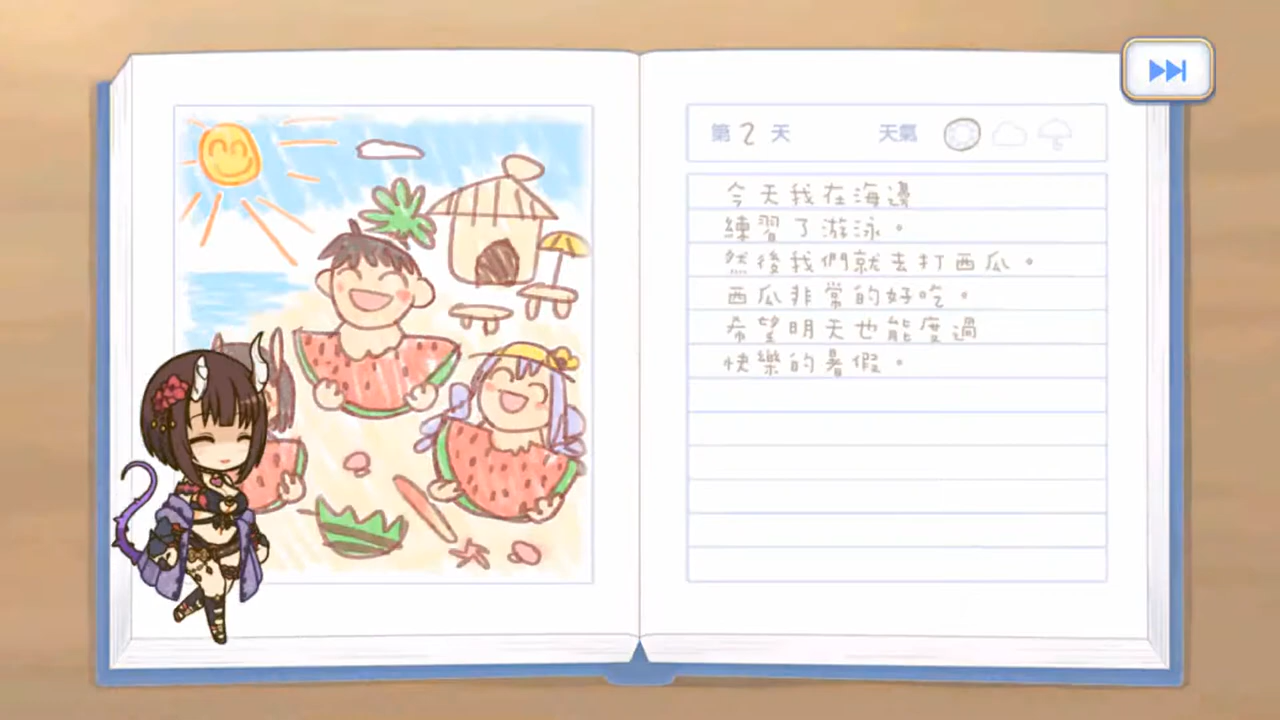 第2天 天氣
今天我在海邊
練習了游泳。
然後我們就去打西瓜。
西瓜非常的好吃。
希望明天也能度過
快樂的暑假。